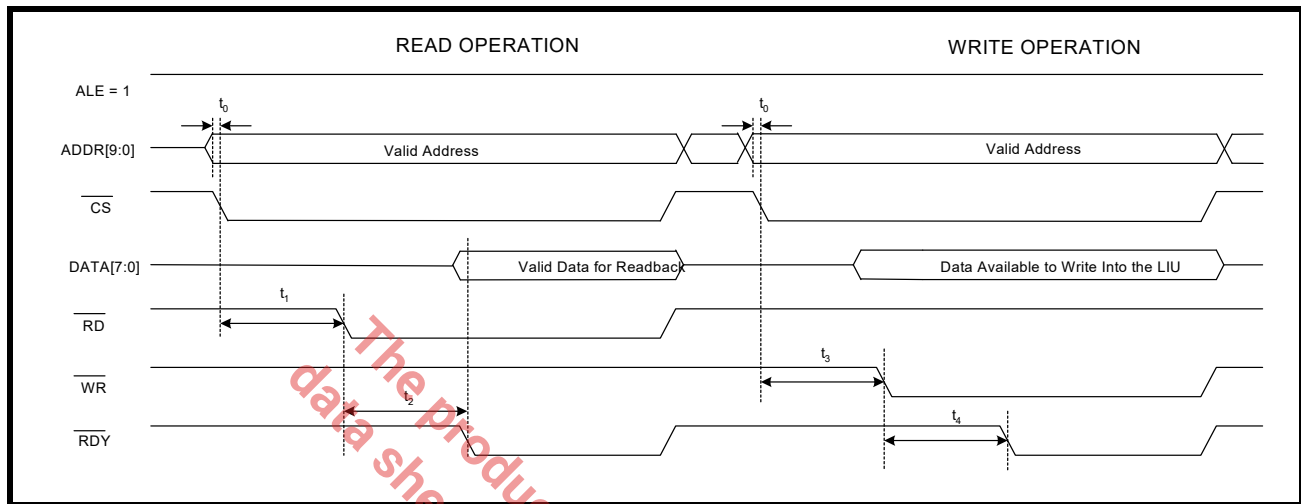 READ OPERATION
WRITE OPERATION
ALE = 1
t0
t0
ADDR[9:0]
Valid Address
Valid Address
CS
DATA[7:0]
Valid Data for Readback
Data Available to Write Into the LIU
t1
RD
t3
WR
t2
t4
RDY
The produc
data she